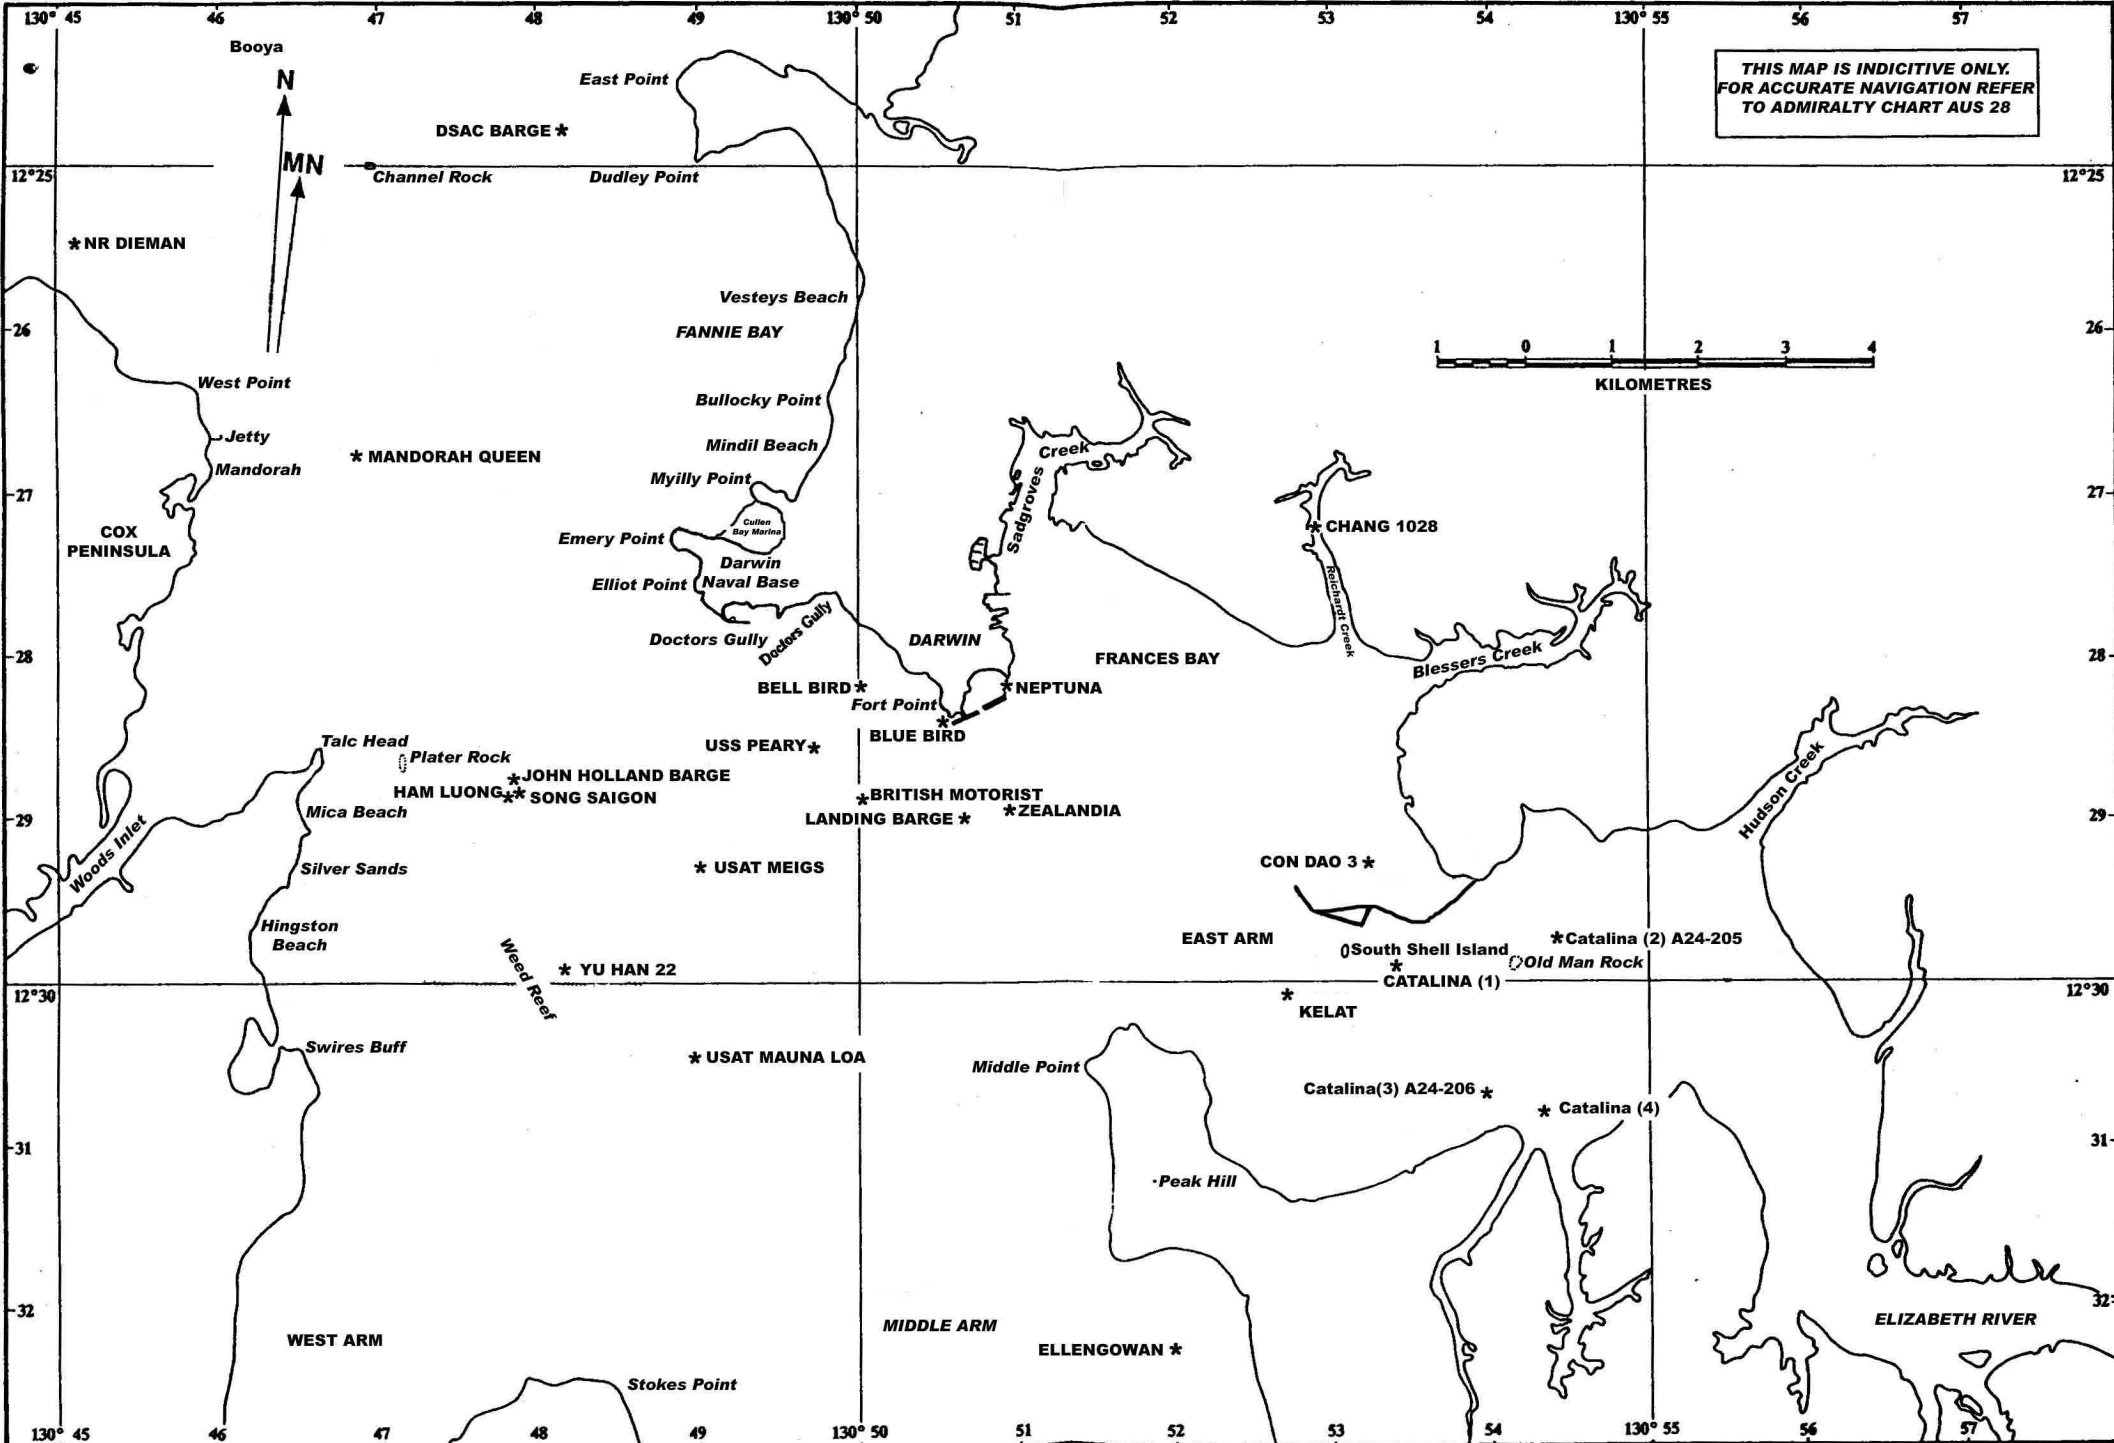 130° 45
46
47
48
49
130° 50
51
52
53
54
130° 55
56
57
Booya
N
MN
East Point
DSAC BARGE
THIS MAP IS INDICITIVE ONLY.
FOR ACCURATE NAVIGATION REFER
TO ADMIRALTY CHART AUS 28
12°25
Channel Rock
Dudley Point
12°25
NR DIEMAN
Vesteys Beach
FANNIE BAY
26
26
1 0 1 2 3 4
KILOMETRES
West Point
Bullocky Point
Jetty
Mandorah
MANDORAH QUEEN
Mindil Beach
Myilly Point
Sadgroves Creek
27
27
COX
PENINSULA
Cullen
Bay Marina
Emery Point
Darwin
Naval Base
Elliot Point
CHANG 1028
Reichardt Creek
Doctors Gully
Doctors Gully
DARWIN
FRANCES BAY
Blessers Creek
28
28
BELL BIRD
NEPTUNA
Fort Point
BLUE BIRD
USS PEARY
Talc Head
Plater Rock
JOHN HOLLAND BARGE
HAM LUONG
SONG SAIGON
BRITISH MOTORIST
LANDING BARGE
ZEALANDIA
Hudson Creek
Mica Beach
29
29
Woods Inlet
Silver Sands
USAT MEIGS
CON DAO 3
Hingston
Beach
Weed Reef
YU HAN 22
EAST ARM
South Shell Island
Catalina (2) A24-205
Old Man Rock
CATALINA (1)
12°30
12°30
KELAT
Swires Buff
USAT MAUNA LOA
Middle Point
Catalina(3) A24-206
Catalina (4)
31
31
Peak Hill
32
32
WEST ARM
MIDDLE ARM
ELLENGOWAN
ELIZABETH RIVER
Stokes Point
130° 45
46
47
48
49
130° 50
51
52
53
54
130° 55
56
57